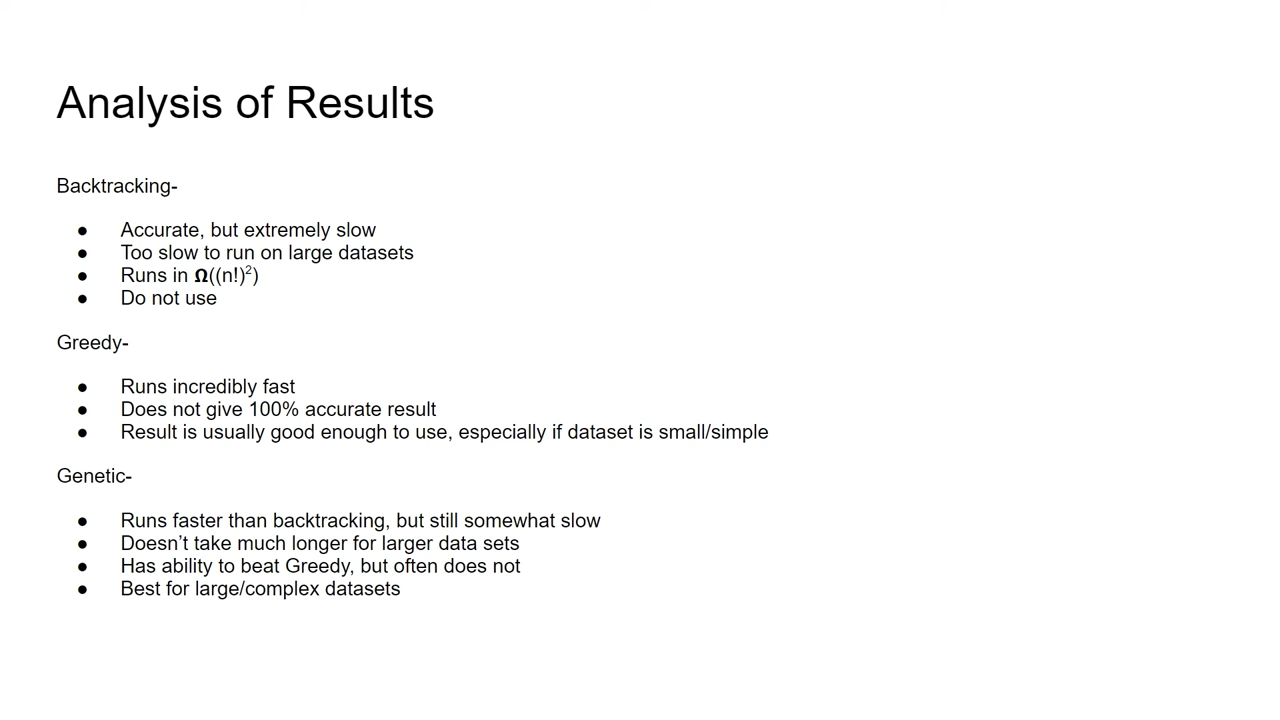 Analysis of Results
Backtracking-
● Accurate, but extremely slow
● Too slow to run on large datasets
● Runs in Ω((n!)²)
● Do not use
Greedy-
● Runs incredibly fast
● Does not give 100% accurate result
● Result is usually good enough to use, especially if dataset is small/simple
Genetic-
● Runs faster than backtracking, but still somewhat slow
● Doesn’t take much longer for larger data sets
● Has ability to beat Greedy, but often does not
● Best for large/complex datasets